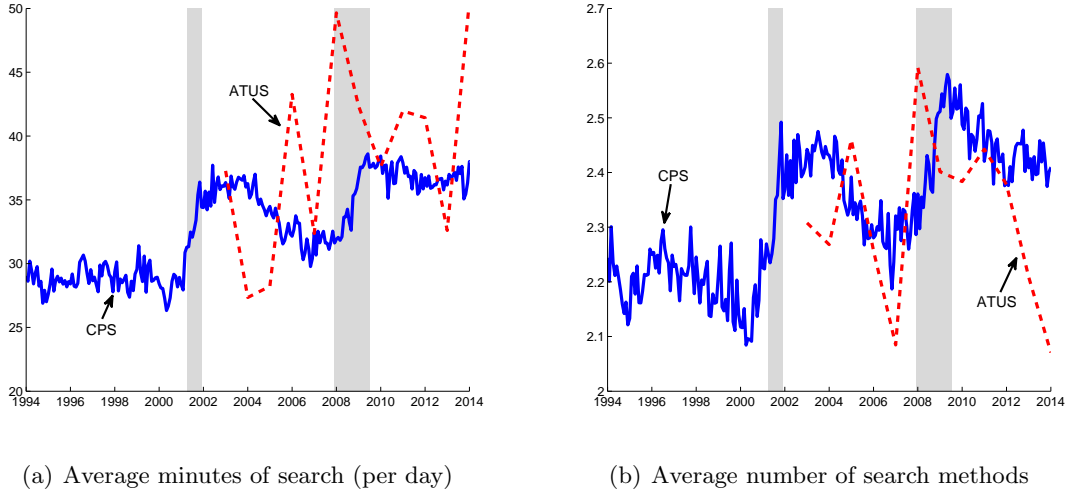 50
45
40
35
30
25
20
1994 1996 1998 2000 2002 2004 2006 2008 2010 2012 2014
ATUS
CPS
(a) Average minutes of search (per day)
2.7
2.6
2.5
2.4
2.3
2.2
2.1
2
1994 1996 1998 2000 2002 2004 2006 2008 2010 2012 2014
CPS
ATUS
(b) Average number of search methods